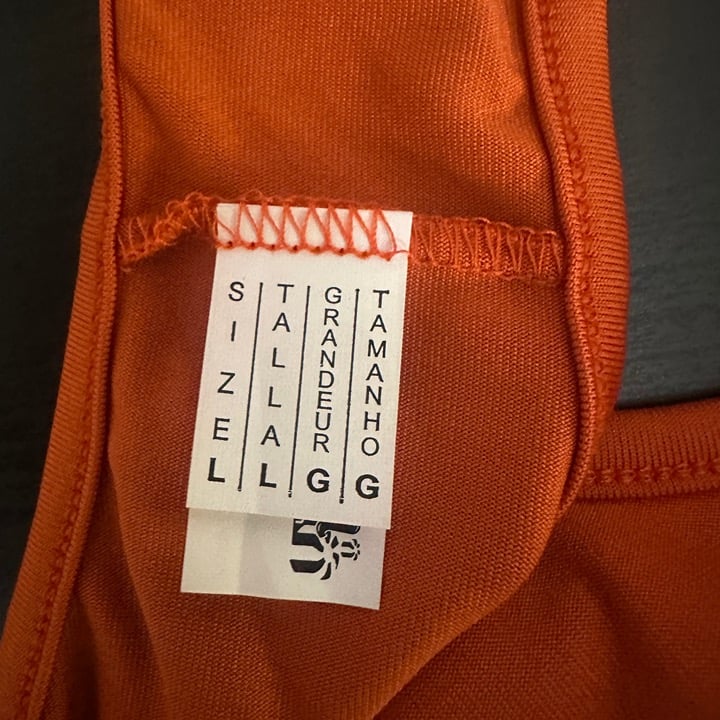 SIZE L
TALLA L
GRANDEUR G
TAMANHO G